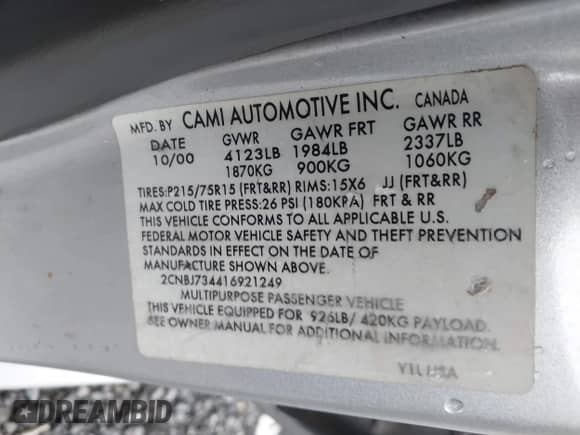 MFD. BY CAMI AUTOMOTIVE INC. CANADA
DATE GVWR GAWR FRT GAWR RR
10/00 4123LB 1984LB 2337LB
1870KG 900KG 1060KG
TIRES:P215/75R15 (FRT&RR) RIMS:15X6 JJ (FRT&RR)
MAX COLD TIRE PRESS:26 PSI (180KPA) FRT & RR
THIS VEHICLE CONFORMS TO ALL APPLICABLE U.S.
FEDERAL MOTOR VEHICLE SAFETY AND THEFT PREVENTION
STANDARDS IN EFFECT ON THE DATE OF
MANUFACTURE SHOWN ABOVE.
2CNBJ734416921249
MULTIPURPOSE PASSENGER VEHICLE
THIS VEHICLE EQUIPPED FOR 926LB/ 420KG PAYLOAD.
SEE OWNER MANUAL FOR ADDITIONAL INFORMATION.
USA
DREAMBID